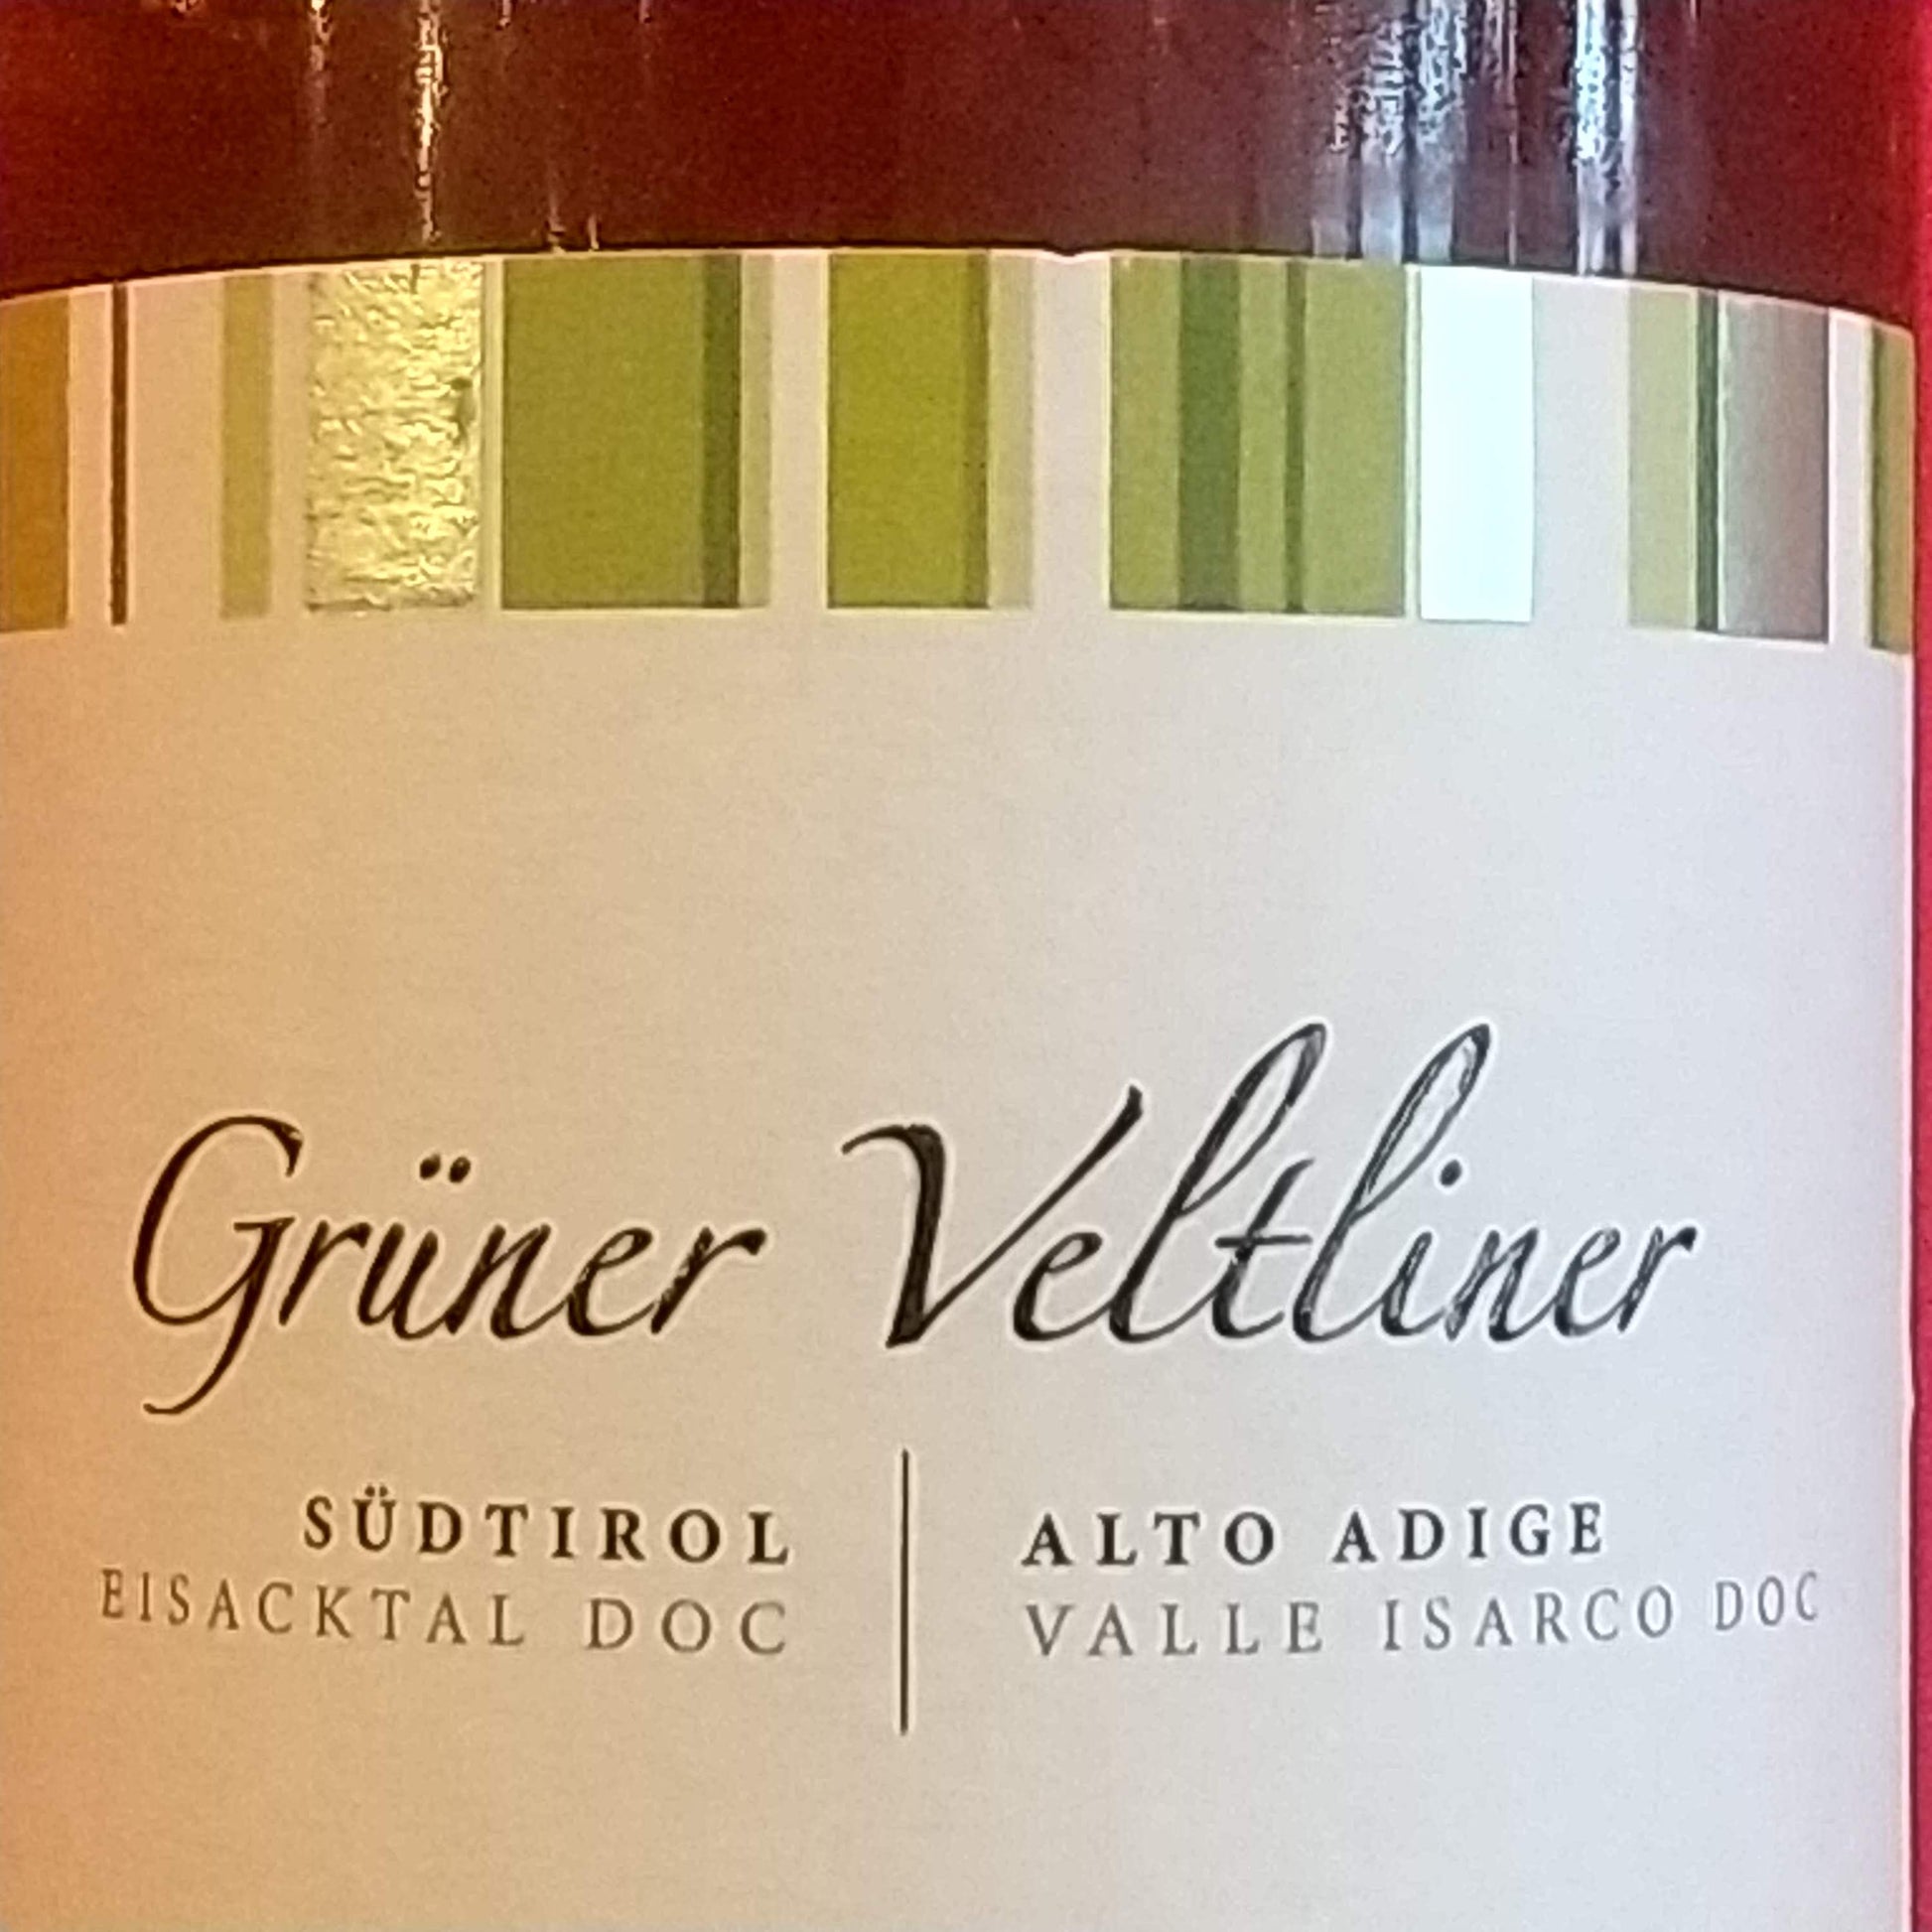 Grüner Veltliner
SÜDTIROL
EISACKTAL DOC
ALTO ADIGE
VALLE ISARCO DOC